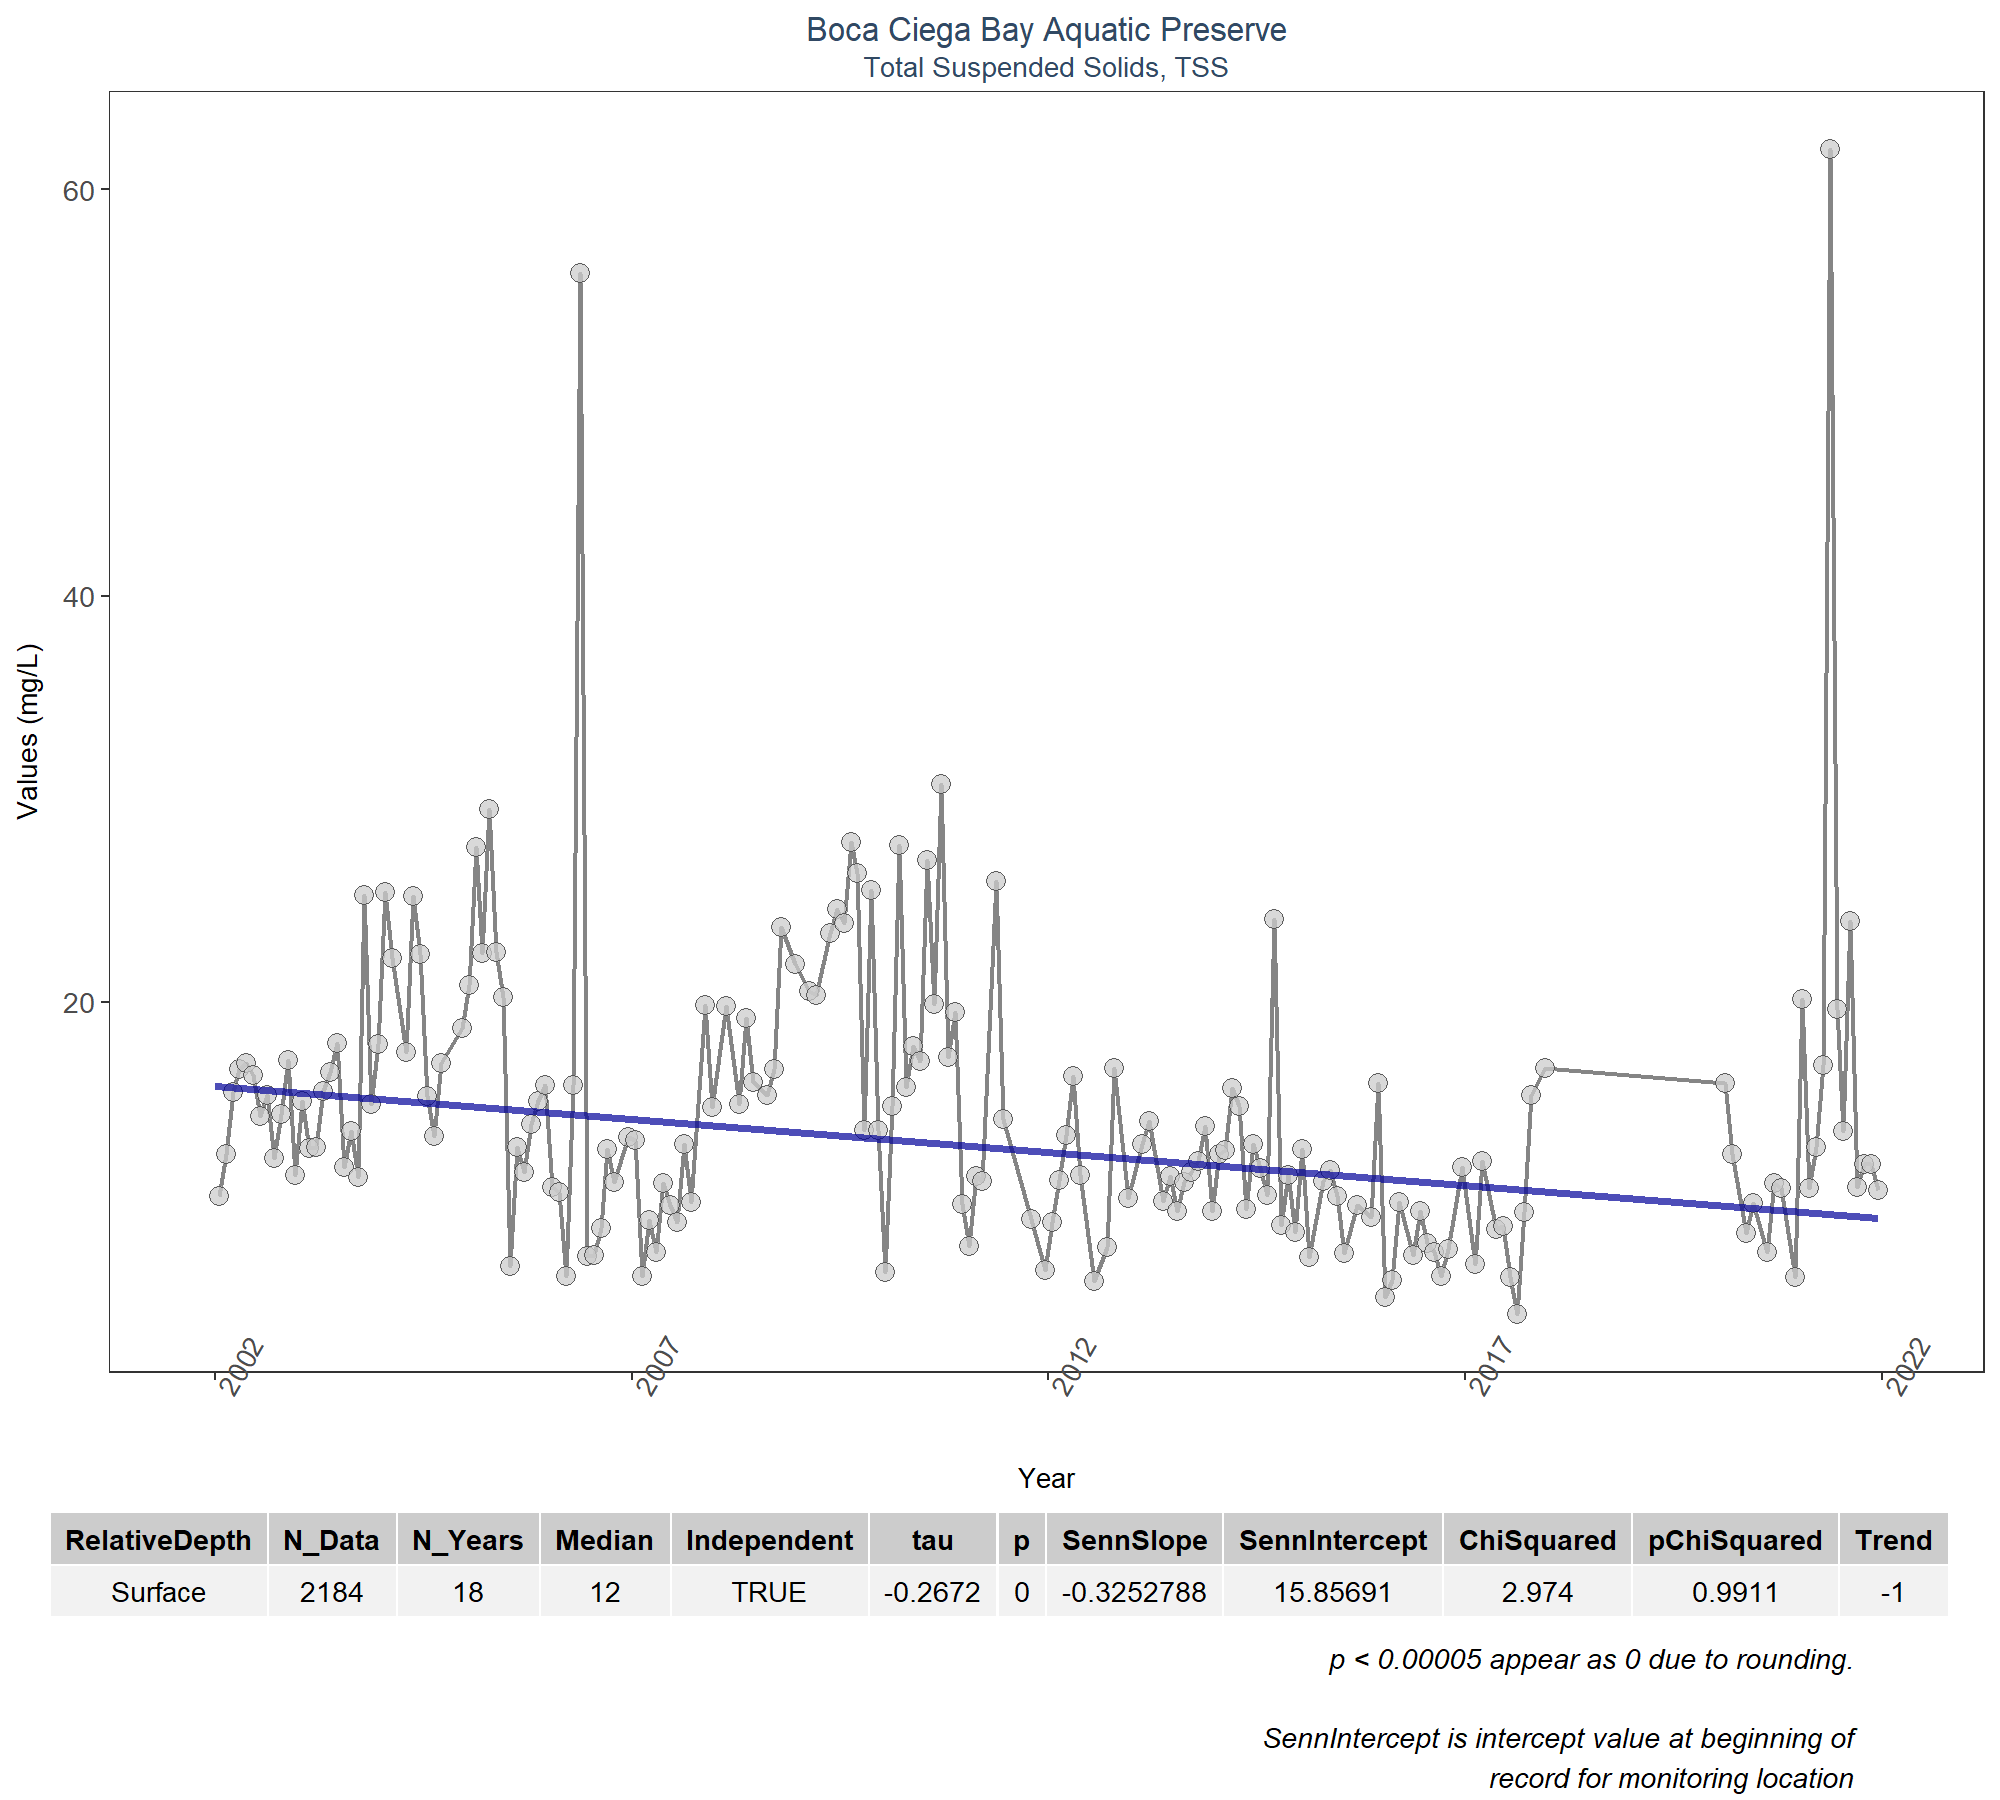 Boca Ciega Bay Aquatic Preserve
Total Suspended Solids, TSS
60
40
20
Values (mg/L)
2002 2007 2012 2017 2022
Year
RelativeDepth N_Data N_Years Median Independent tau p SennSlope SennIntercept ChiSquared pChiSquared Trend
Surface 2184 18 12 TRUE -0.2672 0 -0.3252788 15.85691 2.974 0.9911 -1
p < 0.00005 appear as 0 due to rounding.
SennIntercept is intercept value at beginning of
record for monitoring location